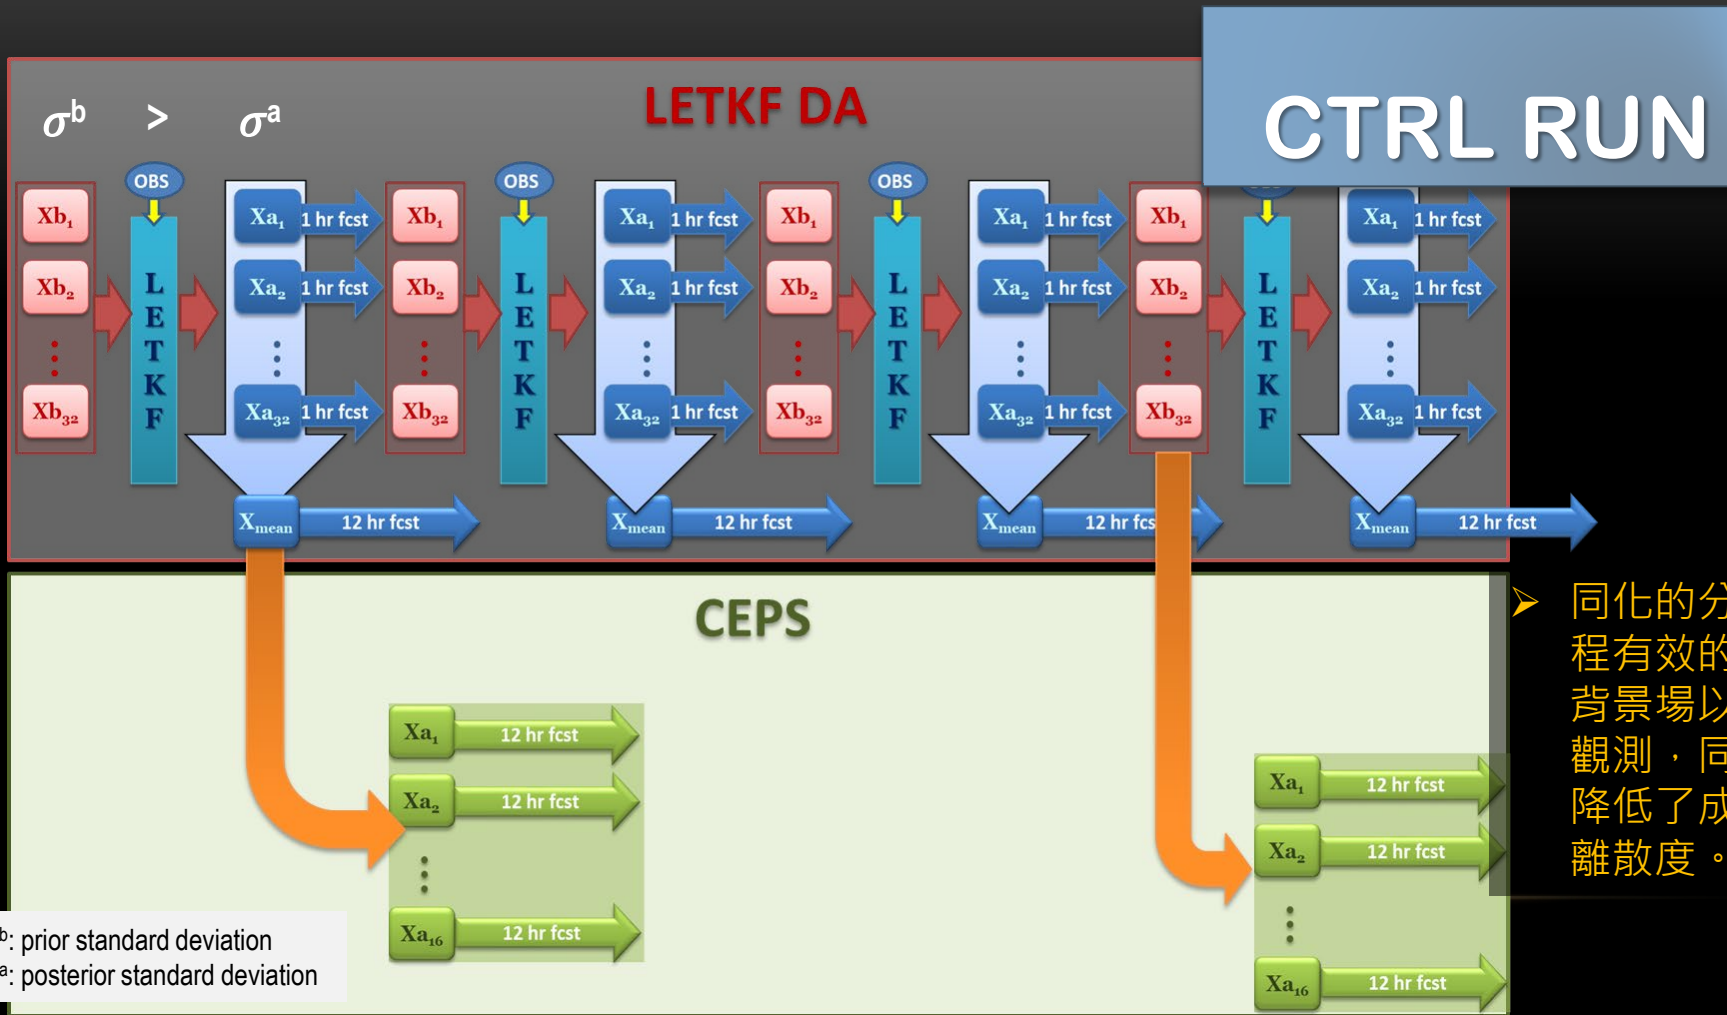 CTRL RUN
LETKF DA
σb > σa
OBS OBS OBS
Xb1 Xa1 1 hr fcst Xb1 Xa1 1 hr fcst Xb1 Xa1 1 hr fcst Xb1 Xa1 1 hr fcst
Xb2 LETKF Xa2 1 hr fcst Xb2 LETKF Xa2 1 hr fcst Xb2 LETKF Xa2 1 hr fcst Xb2 LETKF Xa2 1 hr fcst
Xb32 Xa32 1 hr fcst Xb32 Xa32 1 hr fcst Xb32 Xa32 1 hr fcst Xb32 Xa32 1 hr fcst
Xmean 12 hr fcst Xmean 12 hr fcst Xmean 12 hr fcs Xmean 12 hr fcst
CEPS
Xa1 12 hr fcst
Xa2 12 hr fcst
Xa16 12 hr fcst
Xa1 12 hr fcst
Xa2 12 hr fcst
Xa16 12 hr fcst
➢ 同化的分
程有效的
背景場以
觀測，同
降低了成
離散度。
b: prior standard deviation
a: posterior standard deviation